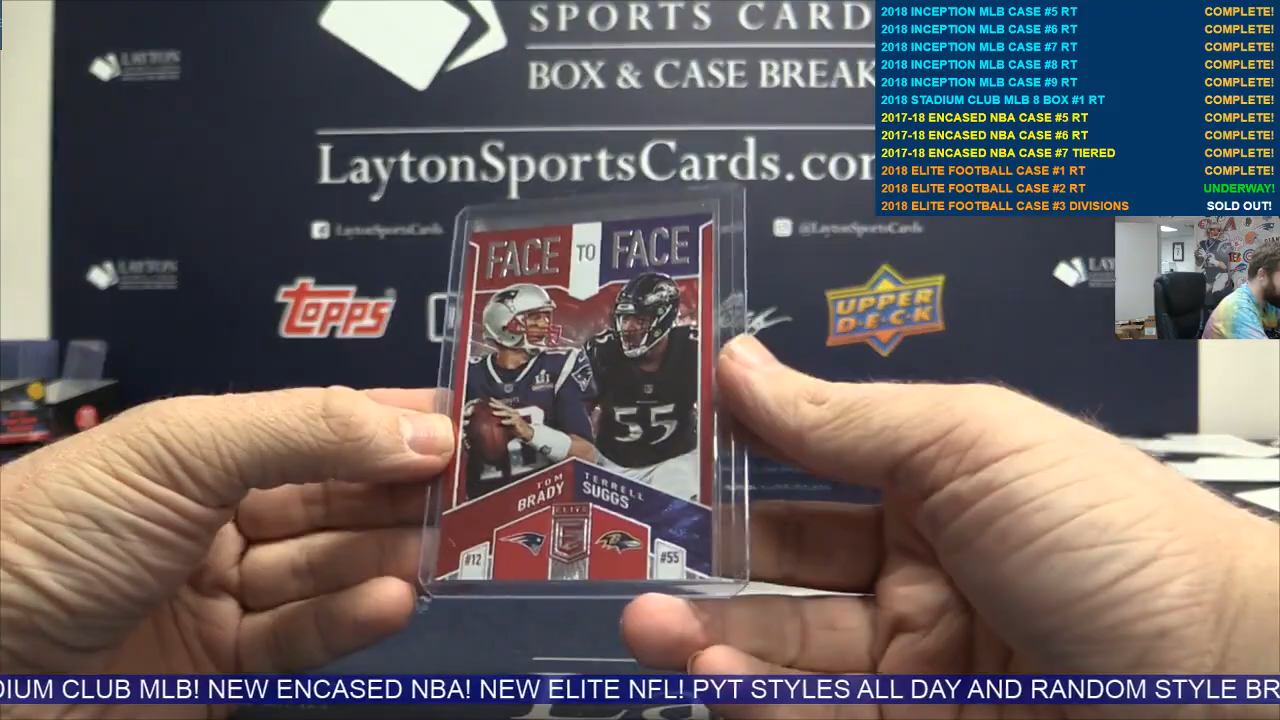 SPORTS CARD
BOX & CASE BREAK
LaytonSportsCards.com
LAYTON
LaytonSportsCards
@LaytonSportsCards
LAYTON
topps
UPPER
DECK
FACE TO FACE
55
TOM
BRADY
TERRELL
SUGGS
ELITE
#12
#55
2018 INCEPTION MLB CASE #5 RT COMPLETE!
2018 INCEPTION MLB CASE #6 RT COMPLETE!
2018 INCEPTION MLB CASE #7 RT COMPLETE!
2018 INCEPTION MLB CASE #8 RT COMPLETE!
2018 INCEPTION MLB CASE #9 RT COMPLETE!
2018 STADIUM CLUB MLB 8 BOX #1 RT COMPLETE!
2017-18 ENCASED NBA CASE #5 RT COMPLETE!
2017-18 ENCASED NBA CASE #6 RT COMPLETE!
2017-18 ENCASED NBA CASE #7 TIERED COMPLETE!
2018 ELITE FOOTBALL CASE #1 RT COMPLETE!
2018 ELITE FOOTBALL CASE #2 RT UNDERWAY!
2018 ELITE FOOTBALL CASE #3 DIVISIONS SOLD OUT!
DIUM CLUB MLB! NEW ENCASED NBA! NEW ELITE NFL! PYT STYLES ALL DAY AND RANDOM STYLE BR